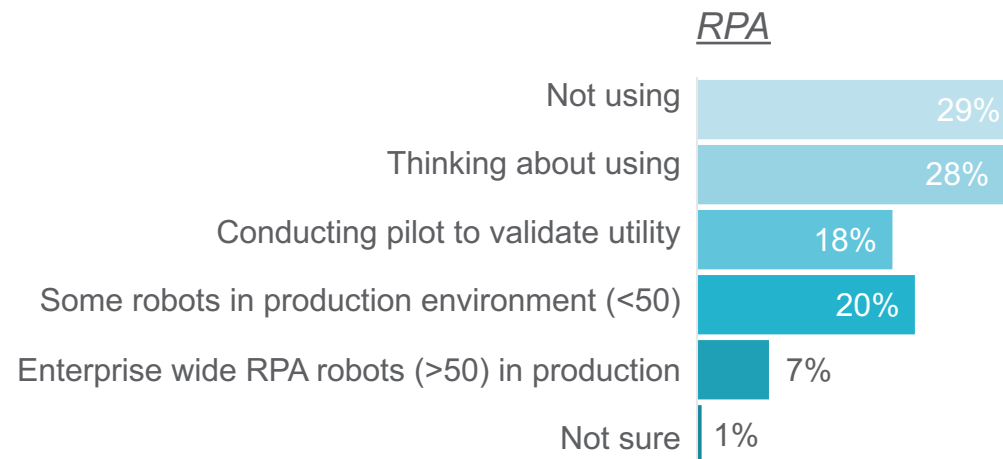 RPA
Not using 29%
Thinking about using 28%
Conducting pilot to validate utility 18%
Some robots in production environment (<50) 20%
Enterprise wide RPA robots (>50) in production 7%
Not sure 1%